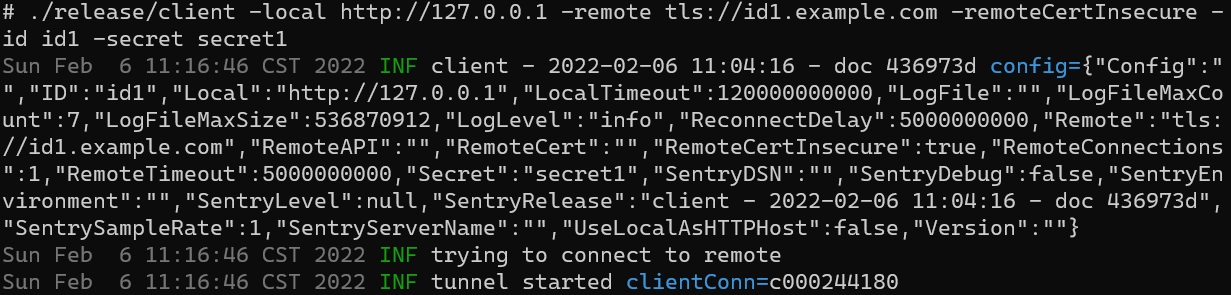 # ./release/client -local http://127.0.0.1 -remote tls://id1.example.com -remoteCertInsecure -
id id1 -secret secret1
Sun Feb  6 11:16:46 CST 2022 INF client - 2022-02-06 11:04:16 - doc 436973d config={"Config":"
","ID":"id1","Local":"http://127.0.0.1","LocalTimeout":120000000000,"LogFile":"","LogFileMaxCo
unt":7,"LogFileMaxSize":536870912,"LogLevel":"info","ReconnectDelay":5000000000,"Remote":"tls:
//id1.example.com","RemoteAPI":"","RemoteCert":"","RemoteCertInsecure":true,"RemoteConnections
":1,"RemoteTimeout":5000000000,"Secret":"secret1","SentryDSN":"","SentryDebug":false,"SentryEn
vironment":"","SentryLevel":null,"SentryRelease":"client - 2022-02-06 11:04:16 - doc 436973d",
"SentrySampleRate":1,"SentryServerName":"","UseLocalAsHTTPHost":false,"Version":""}
Sun Feb  6 11:16:46 CST 2022 INF trying to connect to remote
Sun Feb  6 11:16:46 CST 2022 INF tunnel started clientConn=c000244180